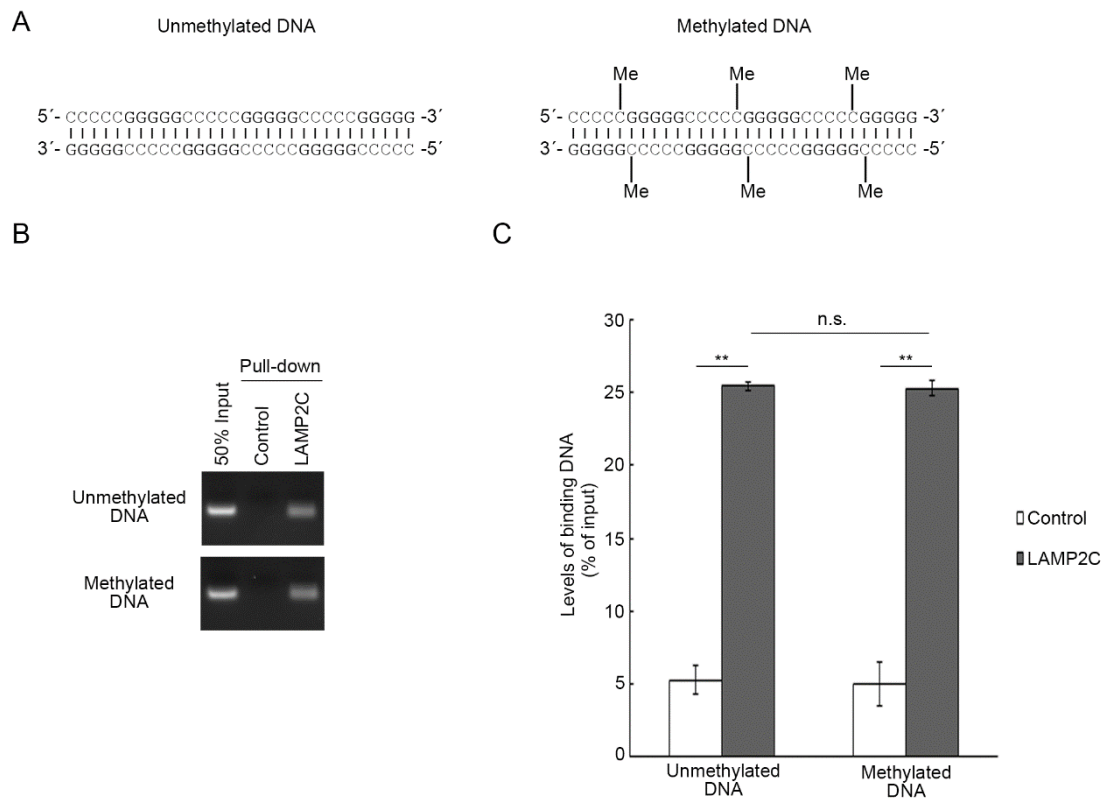 A
Unmethylated DNA
Methylated DNA
Me Me Me
5´- CCCCCGGGGGCCCCCGGGGGCCCCCGGGGG -3´
3´- GGGGGCCCCCGGGGGCCCCCGGGGGCCCCC -5´
5´- CCCCCGGGGGCCCCCGGGGGCCCCCGGGGG -3´
3´- GGGGGCCCCCGGGGGCCCCCGGGGGCCCCC -5´
Me Me Me
B
Pull-down
50% Input
Control
LAMP2C
Unmethylated
DNA
Methylated
DNA
C
Levels of binding DNA
(% of input)
30
25
20
15
10
5
0
n.s.
**
**
Unmethylated
DNA
Methylated
DNA
Control
LAMP2C